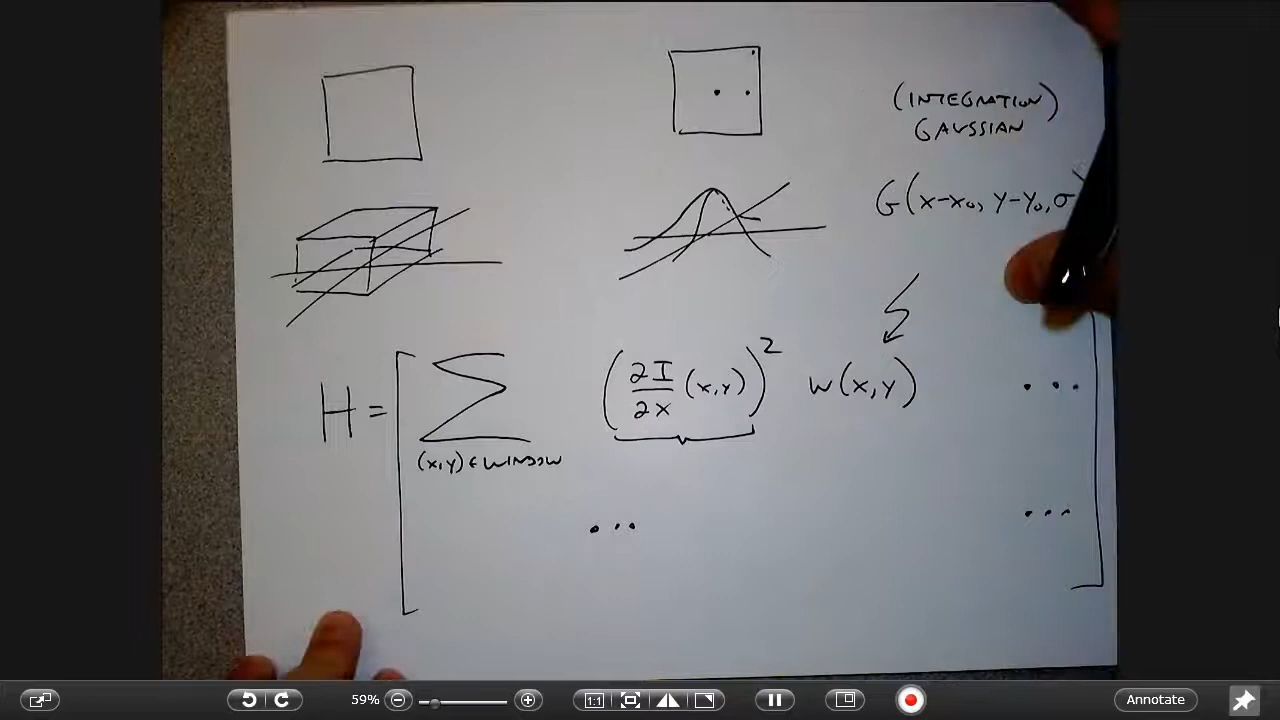 (INTEGRATION)
GAUSSIAN
G(x-x₀, y-y₀, σ)
H = [ Σ (∂I/∂x (x,y))² w(x,y) ...
(x,y) ∈ WINDOW
... ... ]
59%
1:1
Annotate